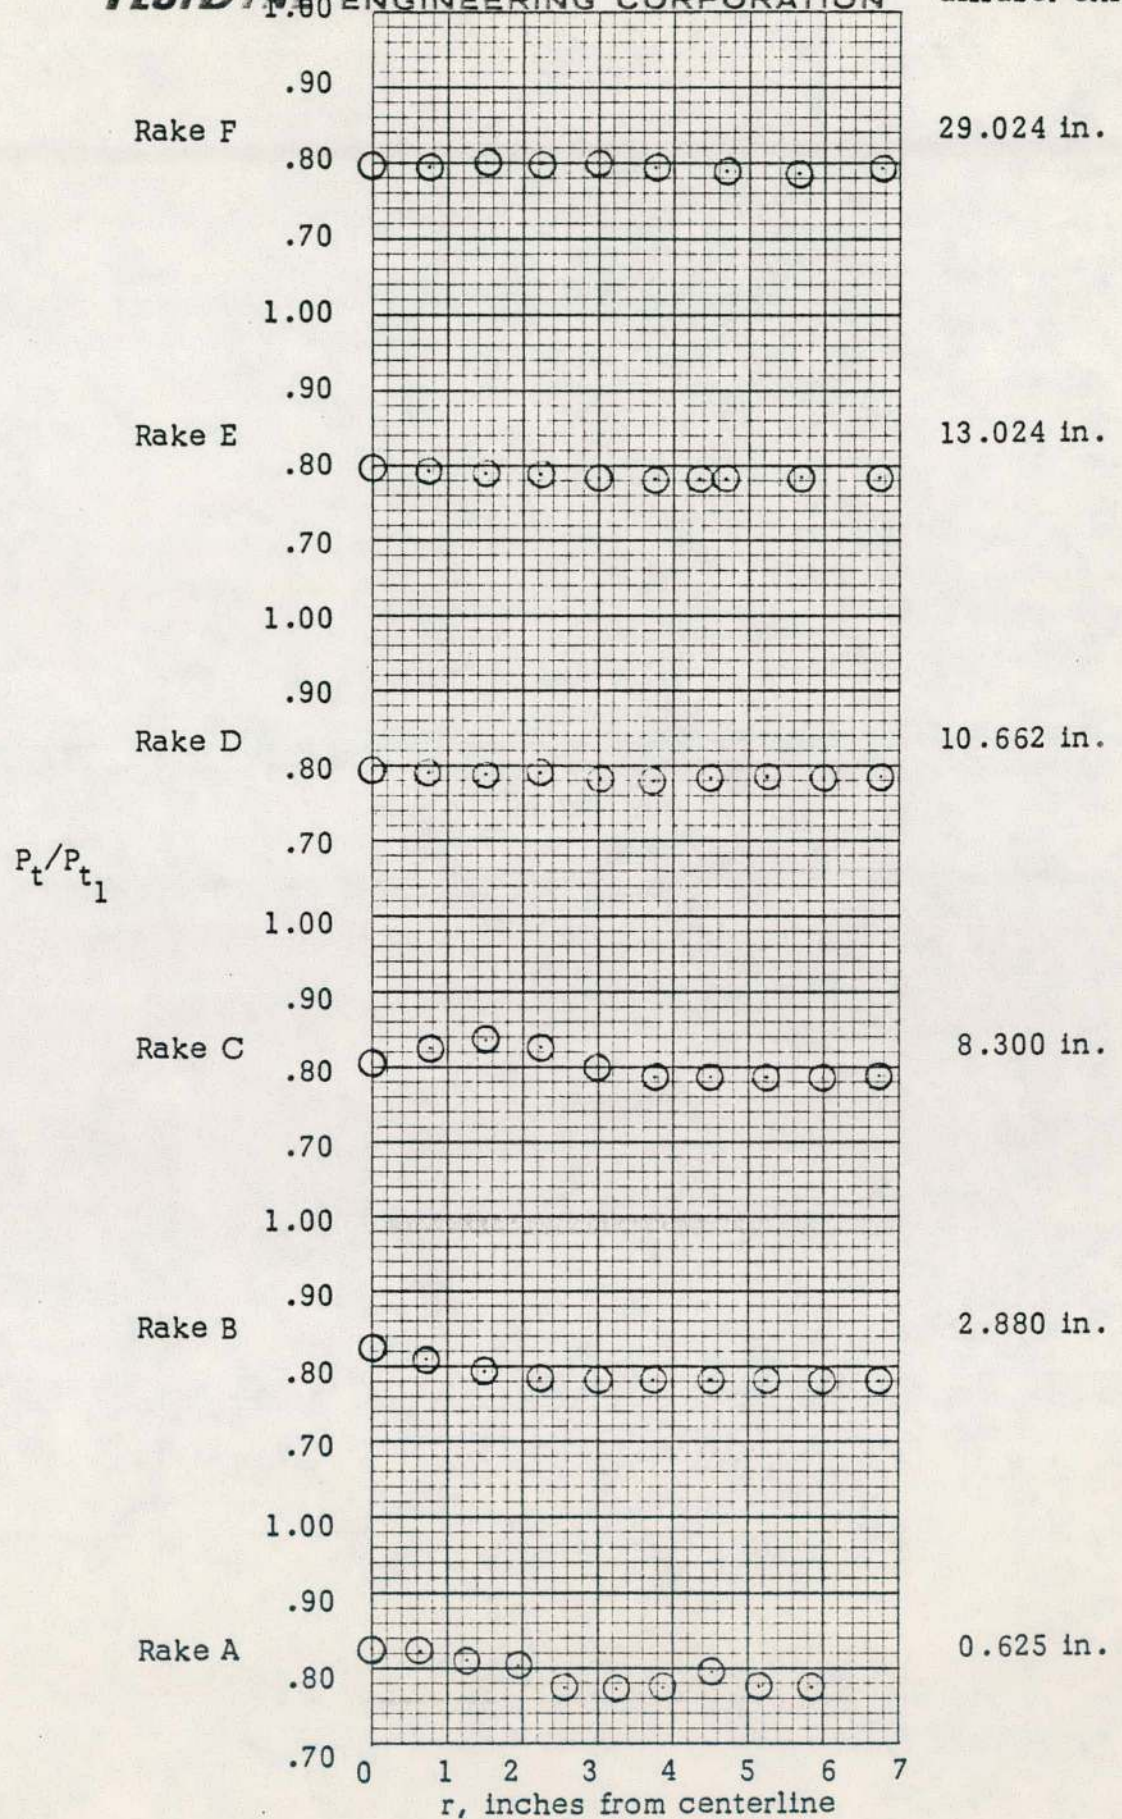 1.00 ENGINEERING CORPORATION
.90
Rake F 29.024 in.
.80
.70
1.00
.90
Rake E 13.024 in.
.80
.70
1.00
.90
Rake D 10.662 in.
.80
.70
Pt/Pt1
1.00
.90
Rake C 8.300 in.
.80
.70
1.00
.90
Rake B 2.880 in.
.80
.70
1.00
.90
Rake A 0.625 in.
.80
.70
0 1 2 3 4 5 6 7
r, inches from centerline